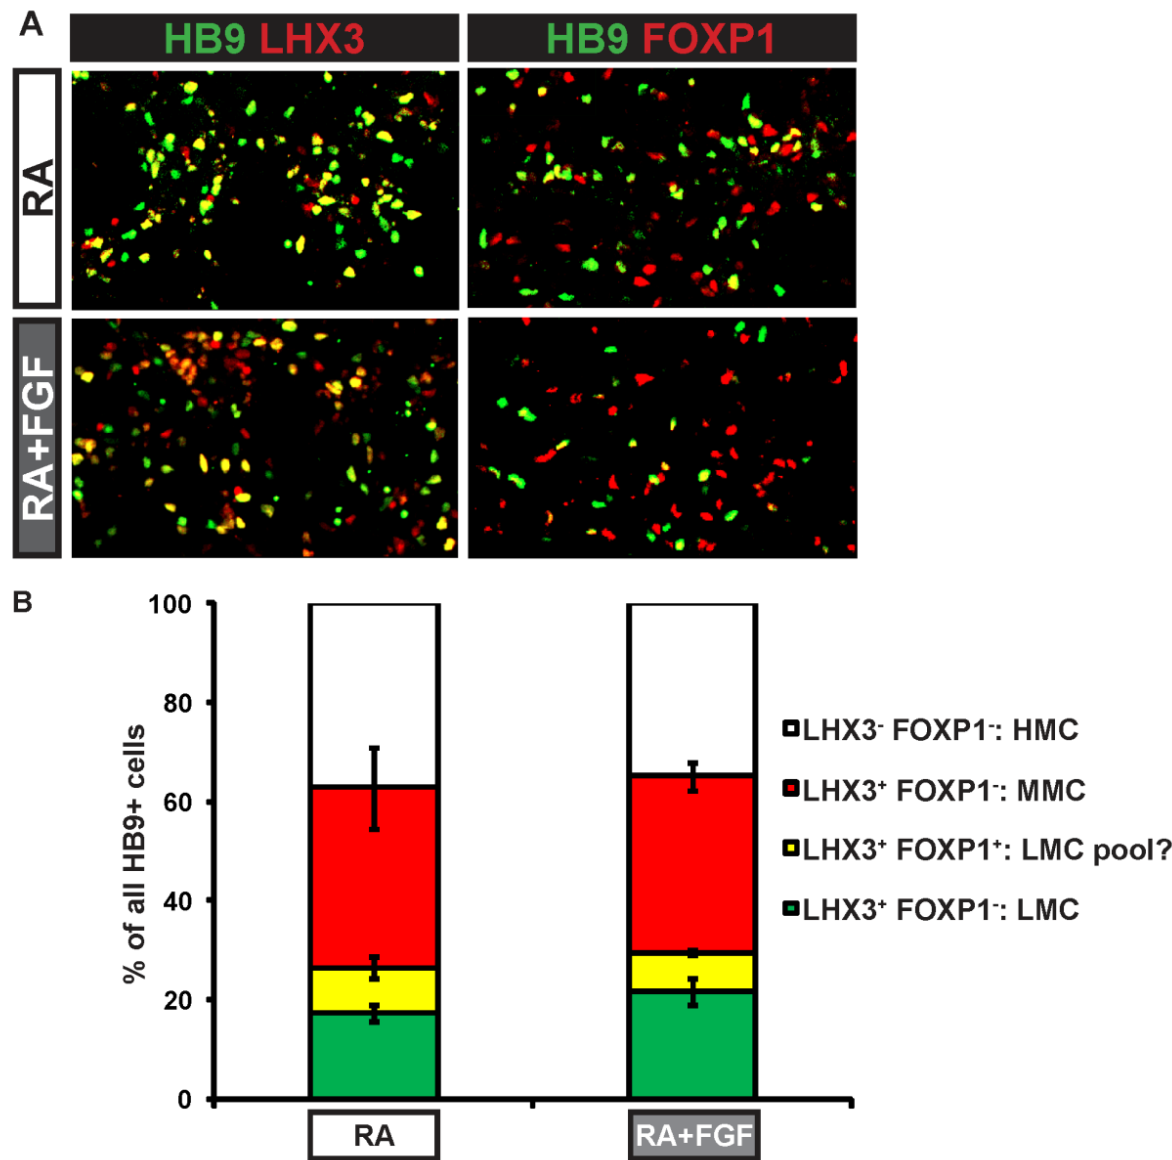 A
HB9 LHX3
HB9 FOXP1
RA
RA+FGF
B
100
80
60
40
20
0
% of all HB9+ cells
LHX3⁻ FOXP1⁻: HMC
LHX3⁺ FOXP1⁻: MMC
LHX3⁺ FOXP1⁺: LMC pool?
LHX3⁺ FOXP1⁻: LMC
RA
RA+FGF